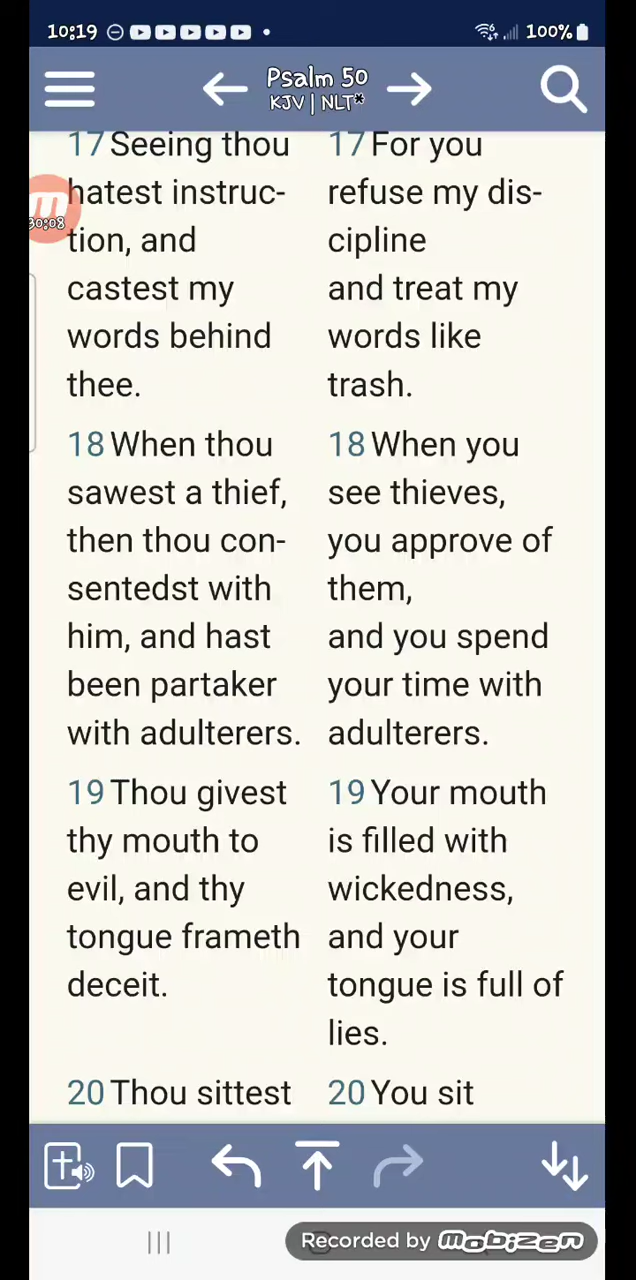 10:19 100%
Psalm 50
KJV | NLT*
30:08
17 Seeing thou
hatest instruc-
tion, and
castest my
words behind
thee.
18 When thou
sawest a thief,
then thou con-
sentedst with
him, and hast
been partaker
with adulterers.
19 Thou givest
thy mouth to
evil, and thy
tongue frameth
deceit.
20 Thou sittest
17 For you
refuse my dis-
cipline
and treat my
words like
trash.
18 When you
see thieves,
you approve of
them,
and you spend
your time with
adulterers.
19 Your mouth
is filled with
wickedness,
and your
tongue is full of
lies.
20 You sit
Recorded by mobizen